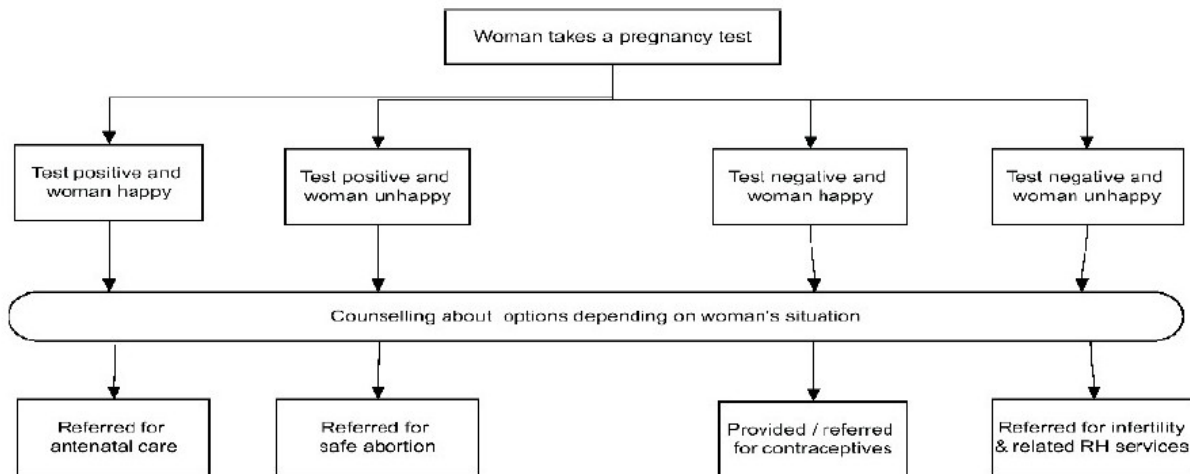 Woman takes a pregnancy test
Test positive and
woman happy
Test positive and
woman unhappy
Test negative and
woman happy
Test negative and
woman unhappy
Counselling about options depending on woman's situation
Referred for
antenatal care
Referred for
safe abortion
Provided / referred
for contraceptives
Referred for infertility
& related RH services